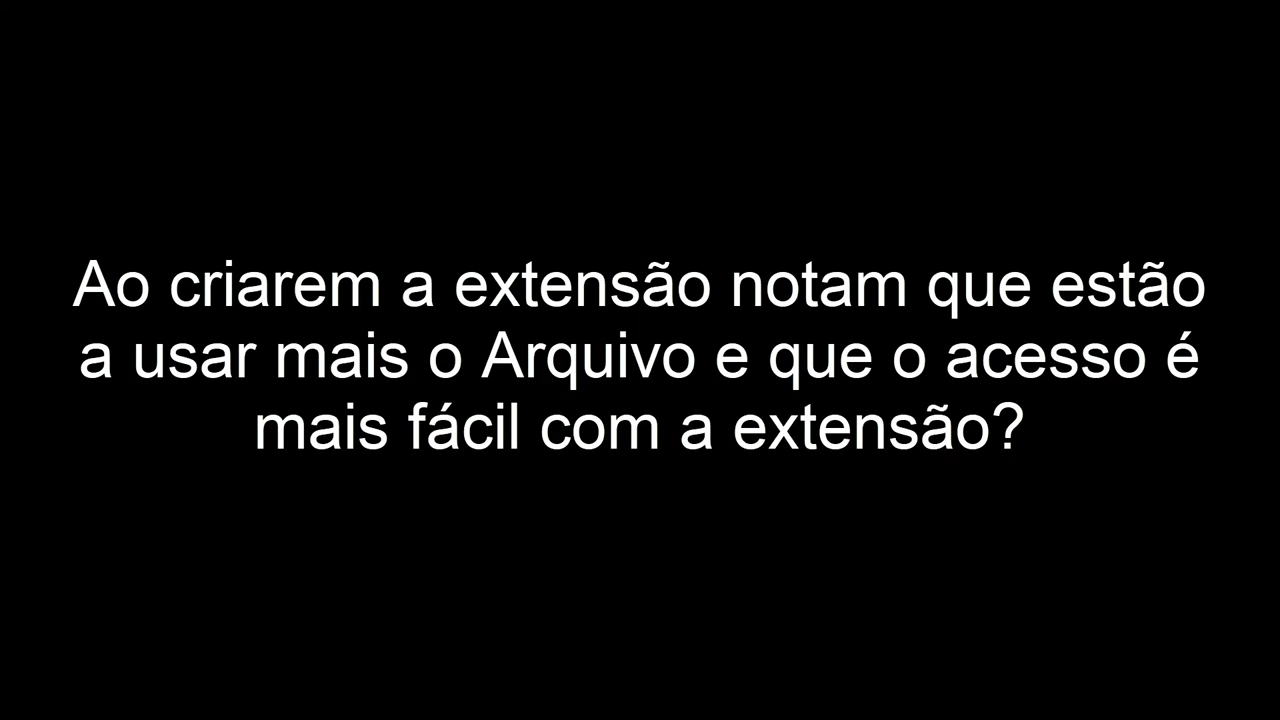 Ao criarem a extensão notam que estão
a usar mais o Arquivo e que o acesso é
mais fácil com a extensão?